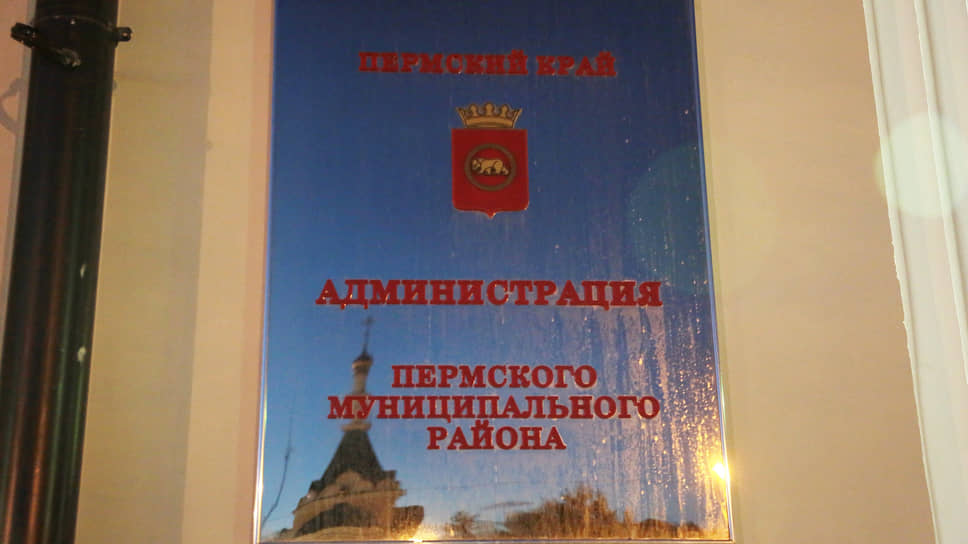 ПЕРМСКИЙ КРАЙ
АДМИНИСТРАЦИЯ
ПЕРМСКОГО
МУНИЦИПАЛЬНОГО
РАЙОНА